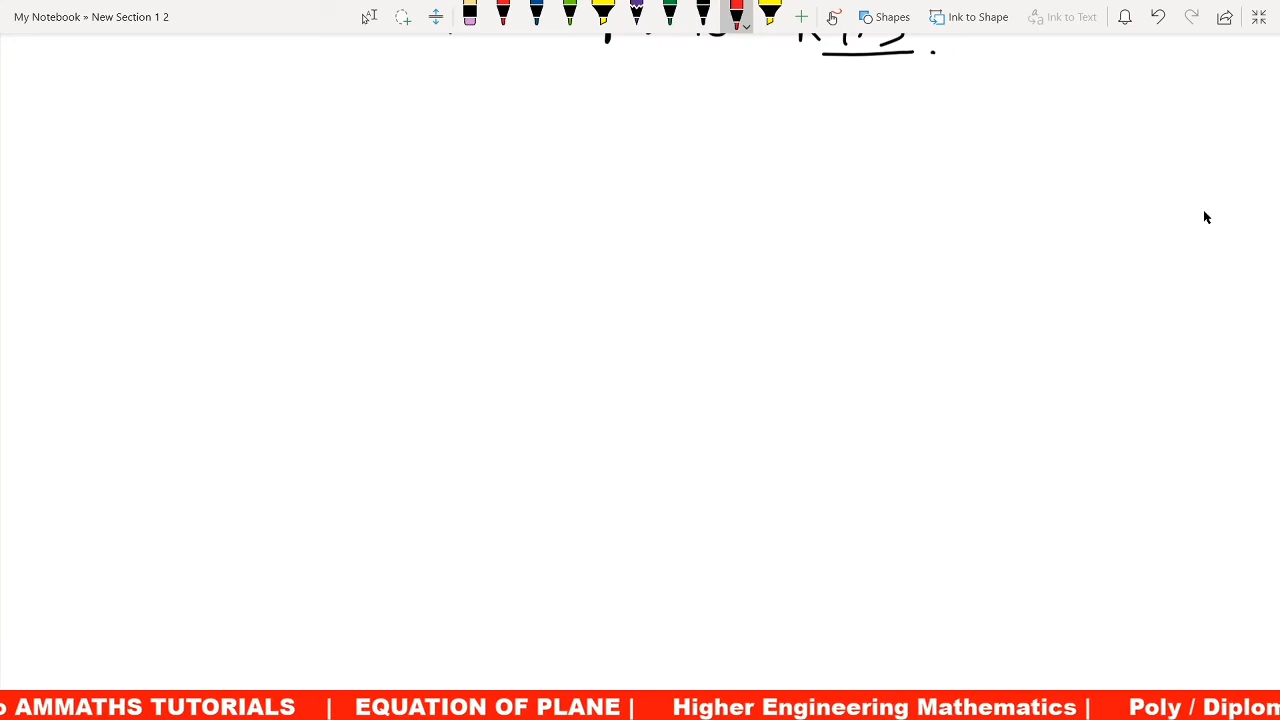 My Notebook » New Section 1 2
Shapes
Ink to Shape
Ink to Text
AMMATHS TUTORIALS | EQUATION OF PLANE | Higher Engineering Mathematics | Poly / Diplom